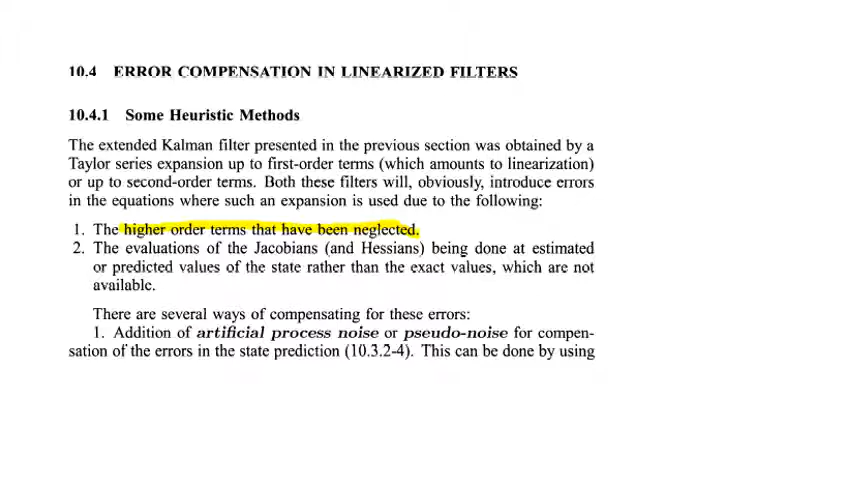 10.4 ERROR COMPENSATION IN LINEARIZED FILTERS
10.4.1 Some Heuristic Methods
The extended Kalman filter presented in the previous section was obtained by a
Taylor series expansion up to first-order terms (which amounts to linearization)
or up to second-order terms. Both these filters will, obviously, introduce errors
in the equations where such an expansion is used due to the following:
1. The higher order terms that have been neglected.
2. The evaluations of the Jacobians (and Hessians) being done at estimated
or predicted values of the state rather than the exact values, which are not
available.
There are several ways of compensating for these errors:
1. Addition of artificial process noise or pseudo-noise for compen-
sation of the errors in the state prediction (10.3.2-4). This can be done by using